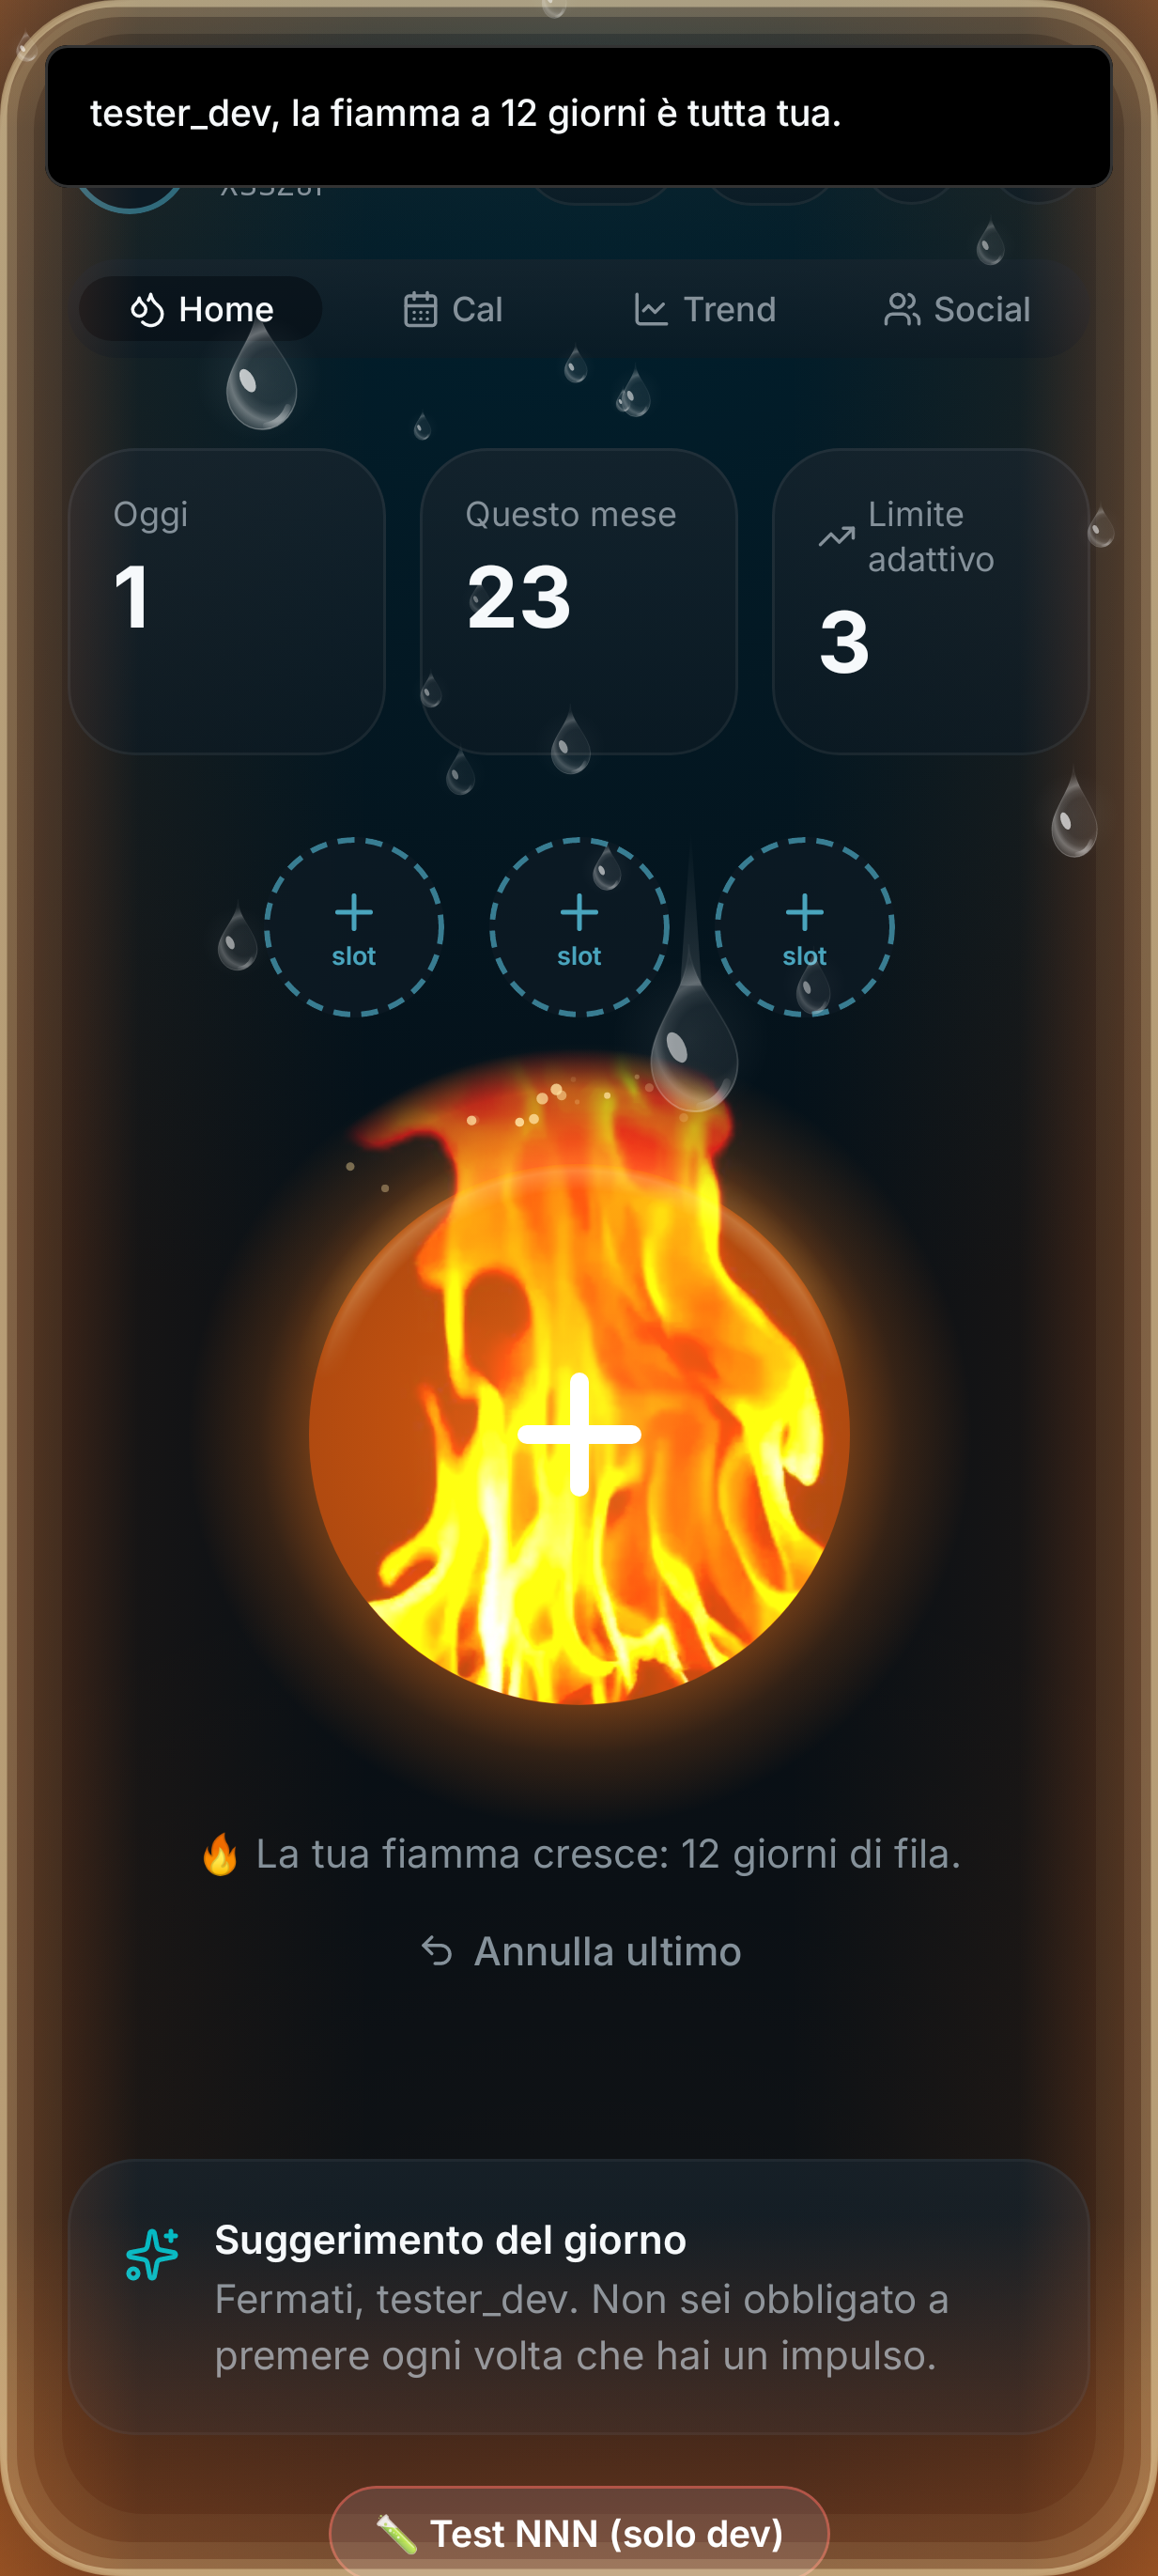 tester_dev, la fiamma a 12 giorni è tutta tua.
Home
Cal
Trend
Social
Oggi
1
Questo mese
23
Limite
adattivo
3
slot
slot
slot
🔥 La tua fiamma cresce: 12 giorni di fila.
Annulla ultimo
Suggerimento del giorno
Fermati, tester_dev. Non sei obbligato a
premere ogni volta che hai un impulso.
Test NNN (solo dev)